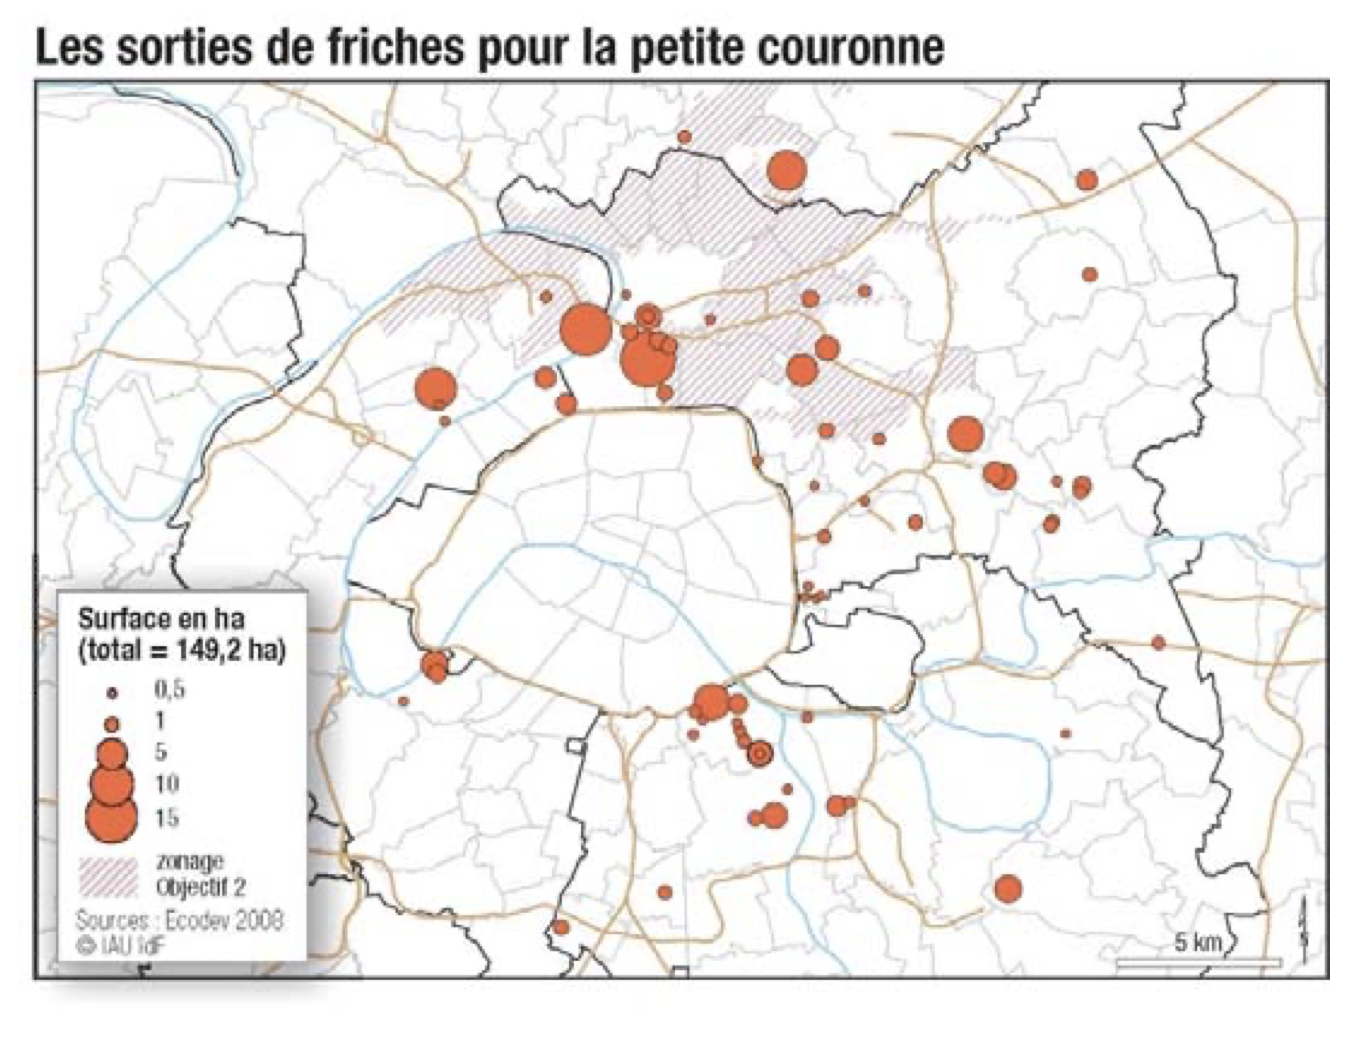 Les sorties de friches pour la petite couronne
Surface en ha
(total = 149,2 ha)
0,5
1
5
10
15
zonage
Objectif 2
Sources : Ecodev 2008
© IAU îdF
5 km